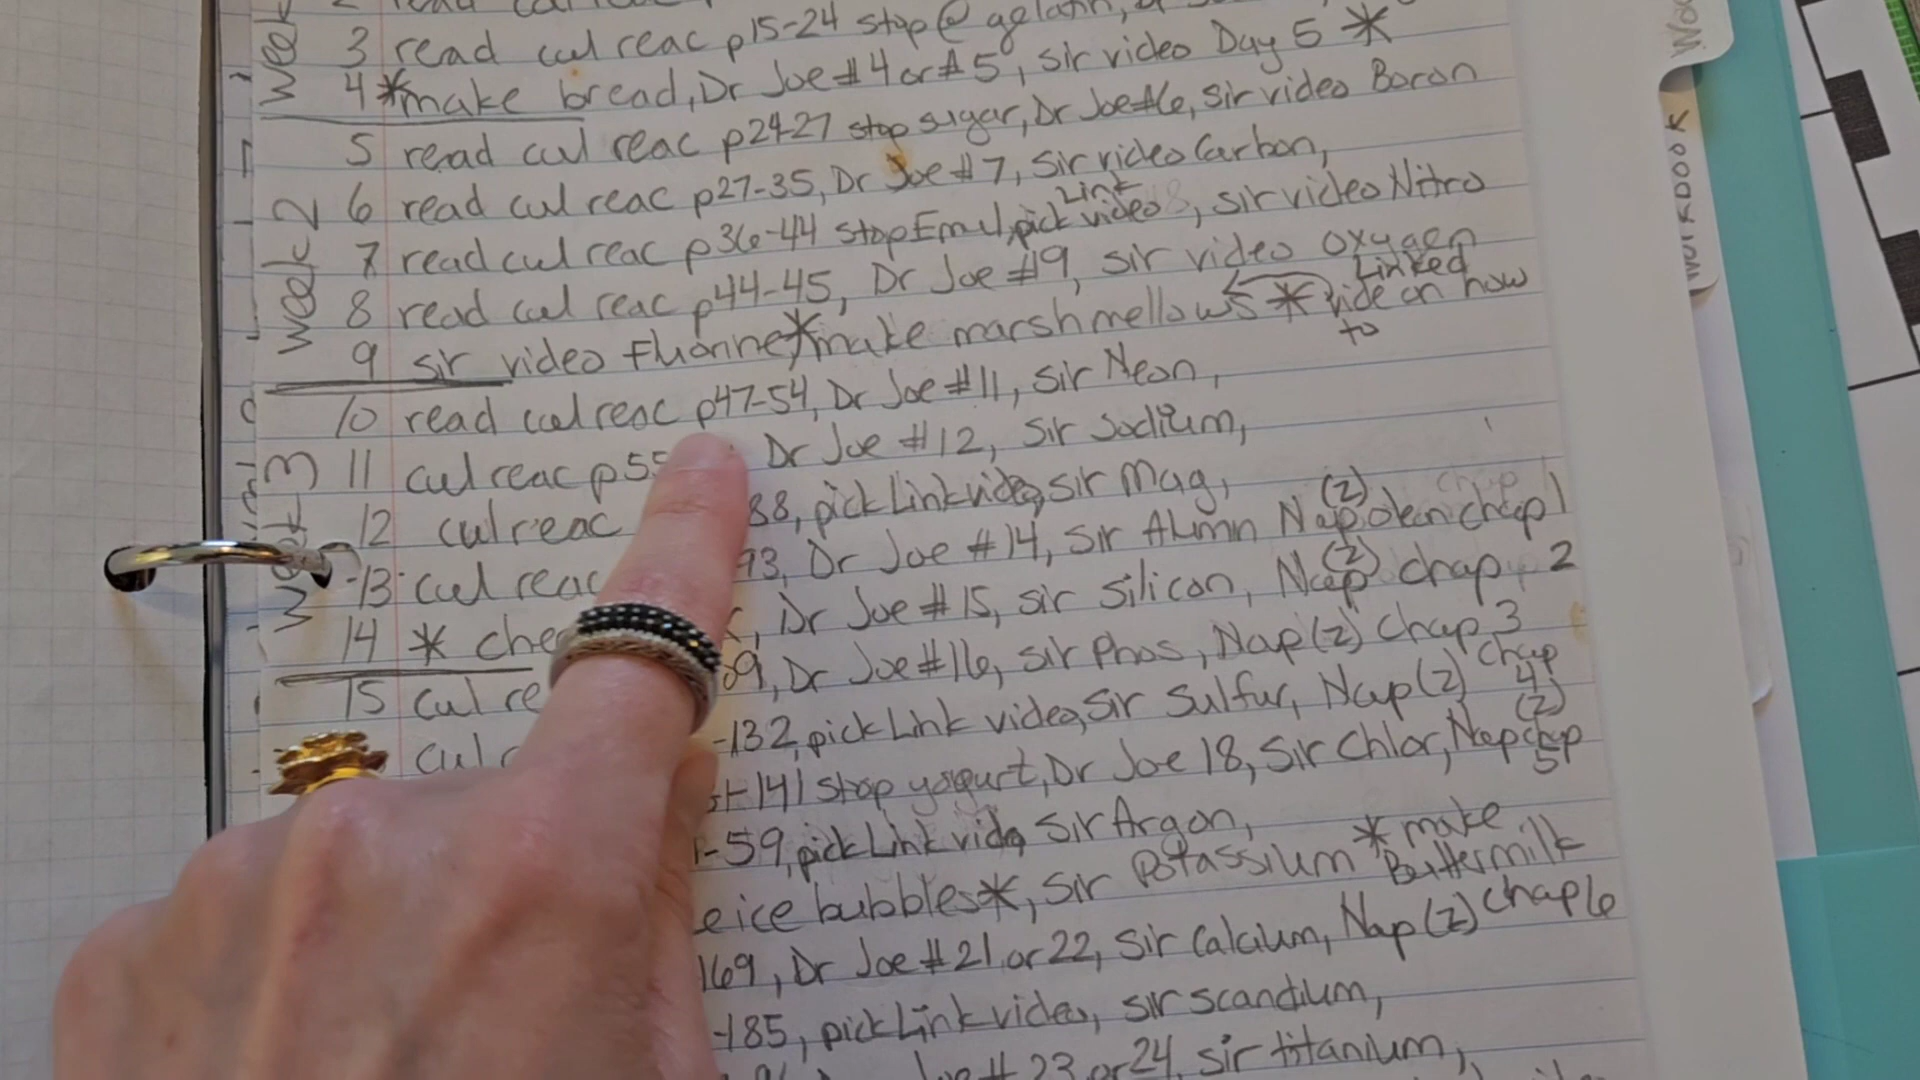 3 read cul reac p15-24 stop @ gelatin,
4 *make bread, Dr Joe #4 or #5, sir video Day 5 *
5 read cul reac p24-27 stop sugar, Dr Joe #6, sir video Boron
week 2
6 read cul reac p27-35, Dr Joe #7, sir video Carbon,
7 read cul reac p36-44 stop Emul, pick Link video, sir video Nitro
8 read cul reac p44-45, Dr Joe #9, sir video oxygen
9 sir video Fluorine *make marshmellows * Linked vide on how to
10 read cul reac p47-54, Dr Joe #11, sir Neon,
11 cul reac p55 Dr Joe #12, sir sodium,
12 cul reac 88, pick Link video, sir mag,
13 cul reac 93, Dr Joe #14, sir Alumn Napolean (2) chap 1
14 * che , Dr Joe #15, sir silicon, Nap (2) chap 2
15 cul re 09, Dr Joe #16, sir Phos, Nap (2) chap 3
cul -132, pick Link video, sir sulfur, Nap (2) chap 4
-141 stop yogurt, Dr Joe 18, sir chlor, Nap (2) chap 5
-59, pick Link vido, sir Argon,
e ice bubbles *, sir Potassium * make Buttermilk
169, Dr Joe #21 or 22, sir calcium, Nap (2) chap 6
-185, pick Link video, sir scandium,
# 23 or 24, sir titanium,
WORKBOOK